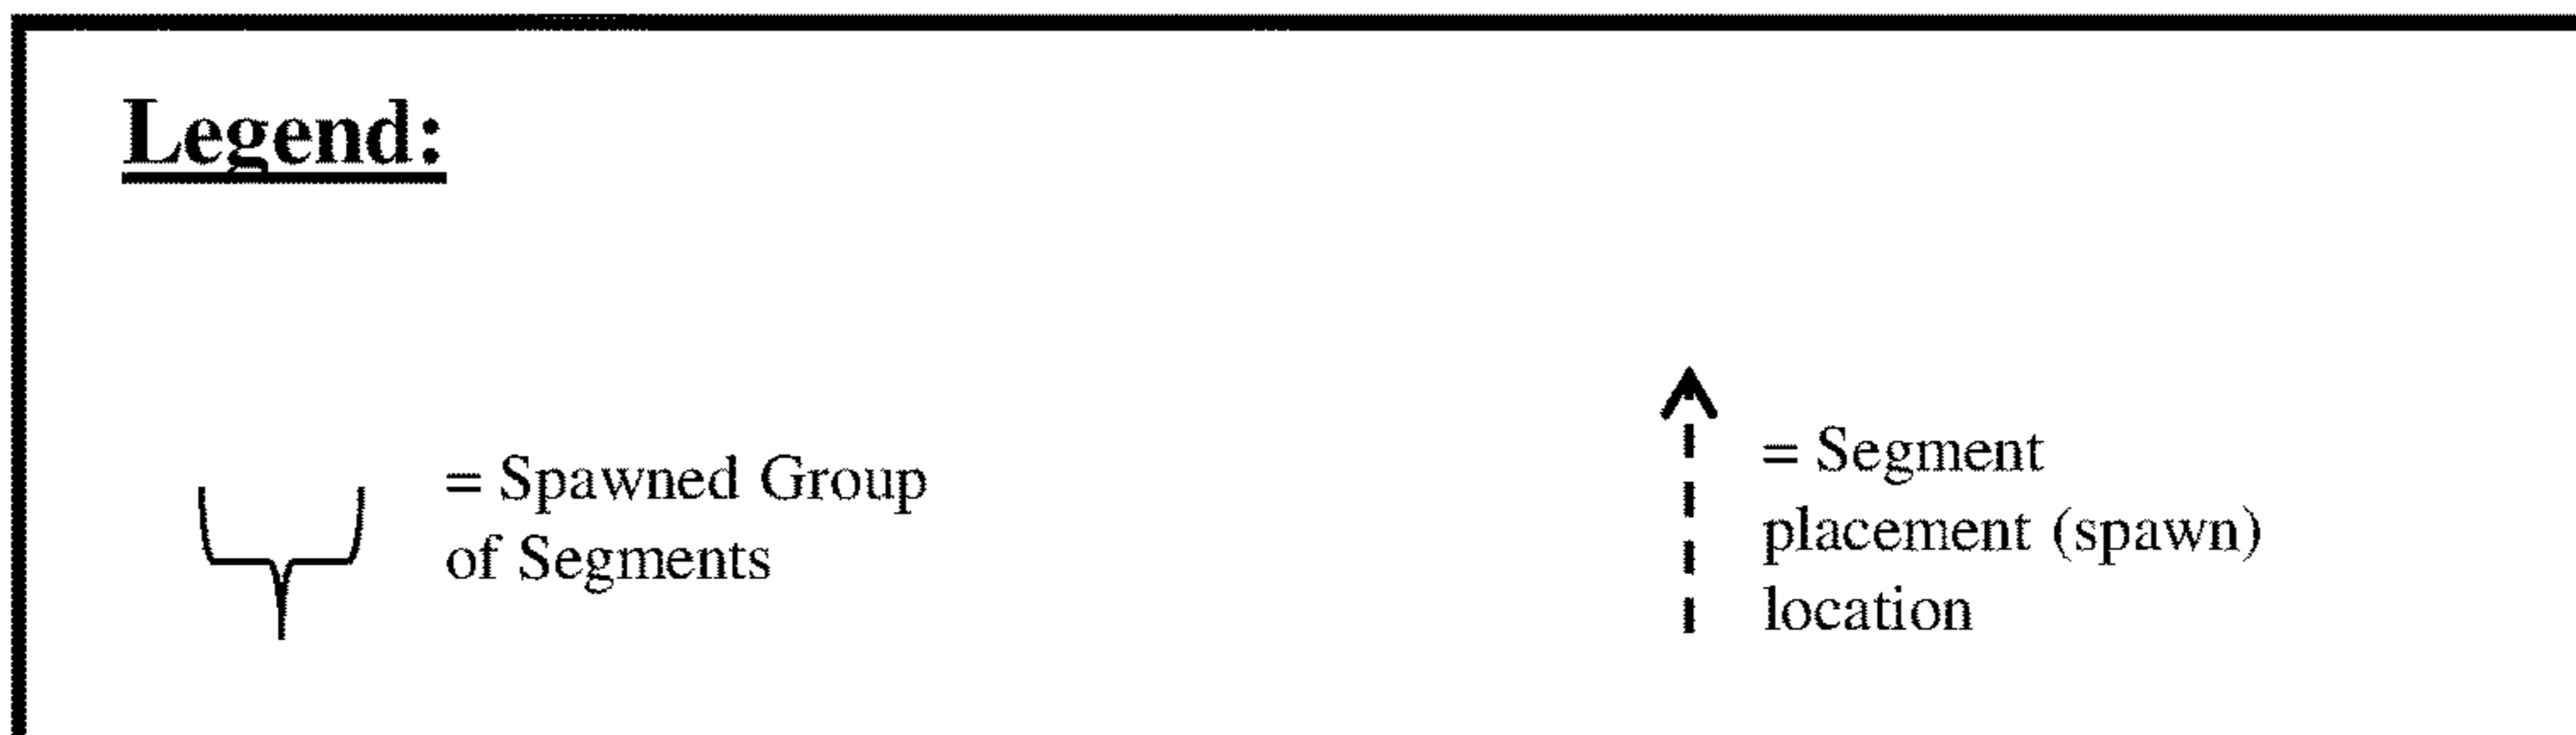 Legend:
= Spawned Group
of Segments
= Segment
placement (spawn)
location